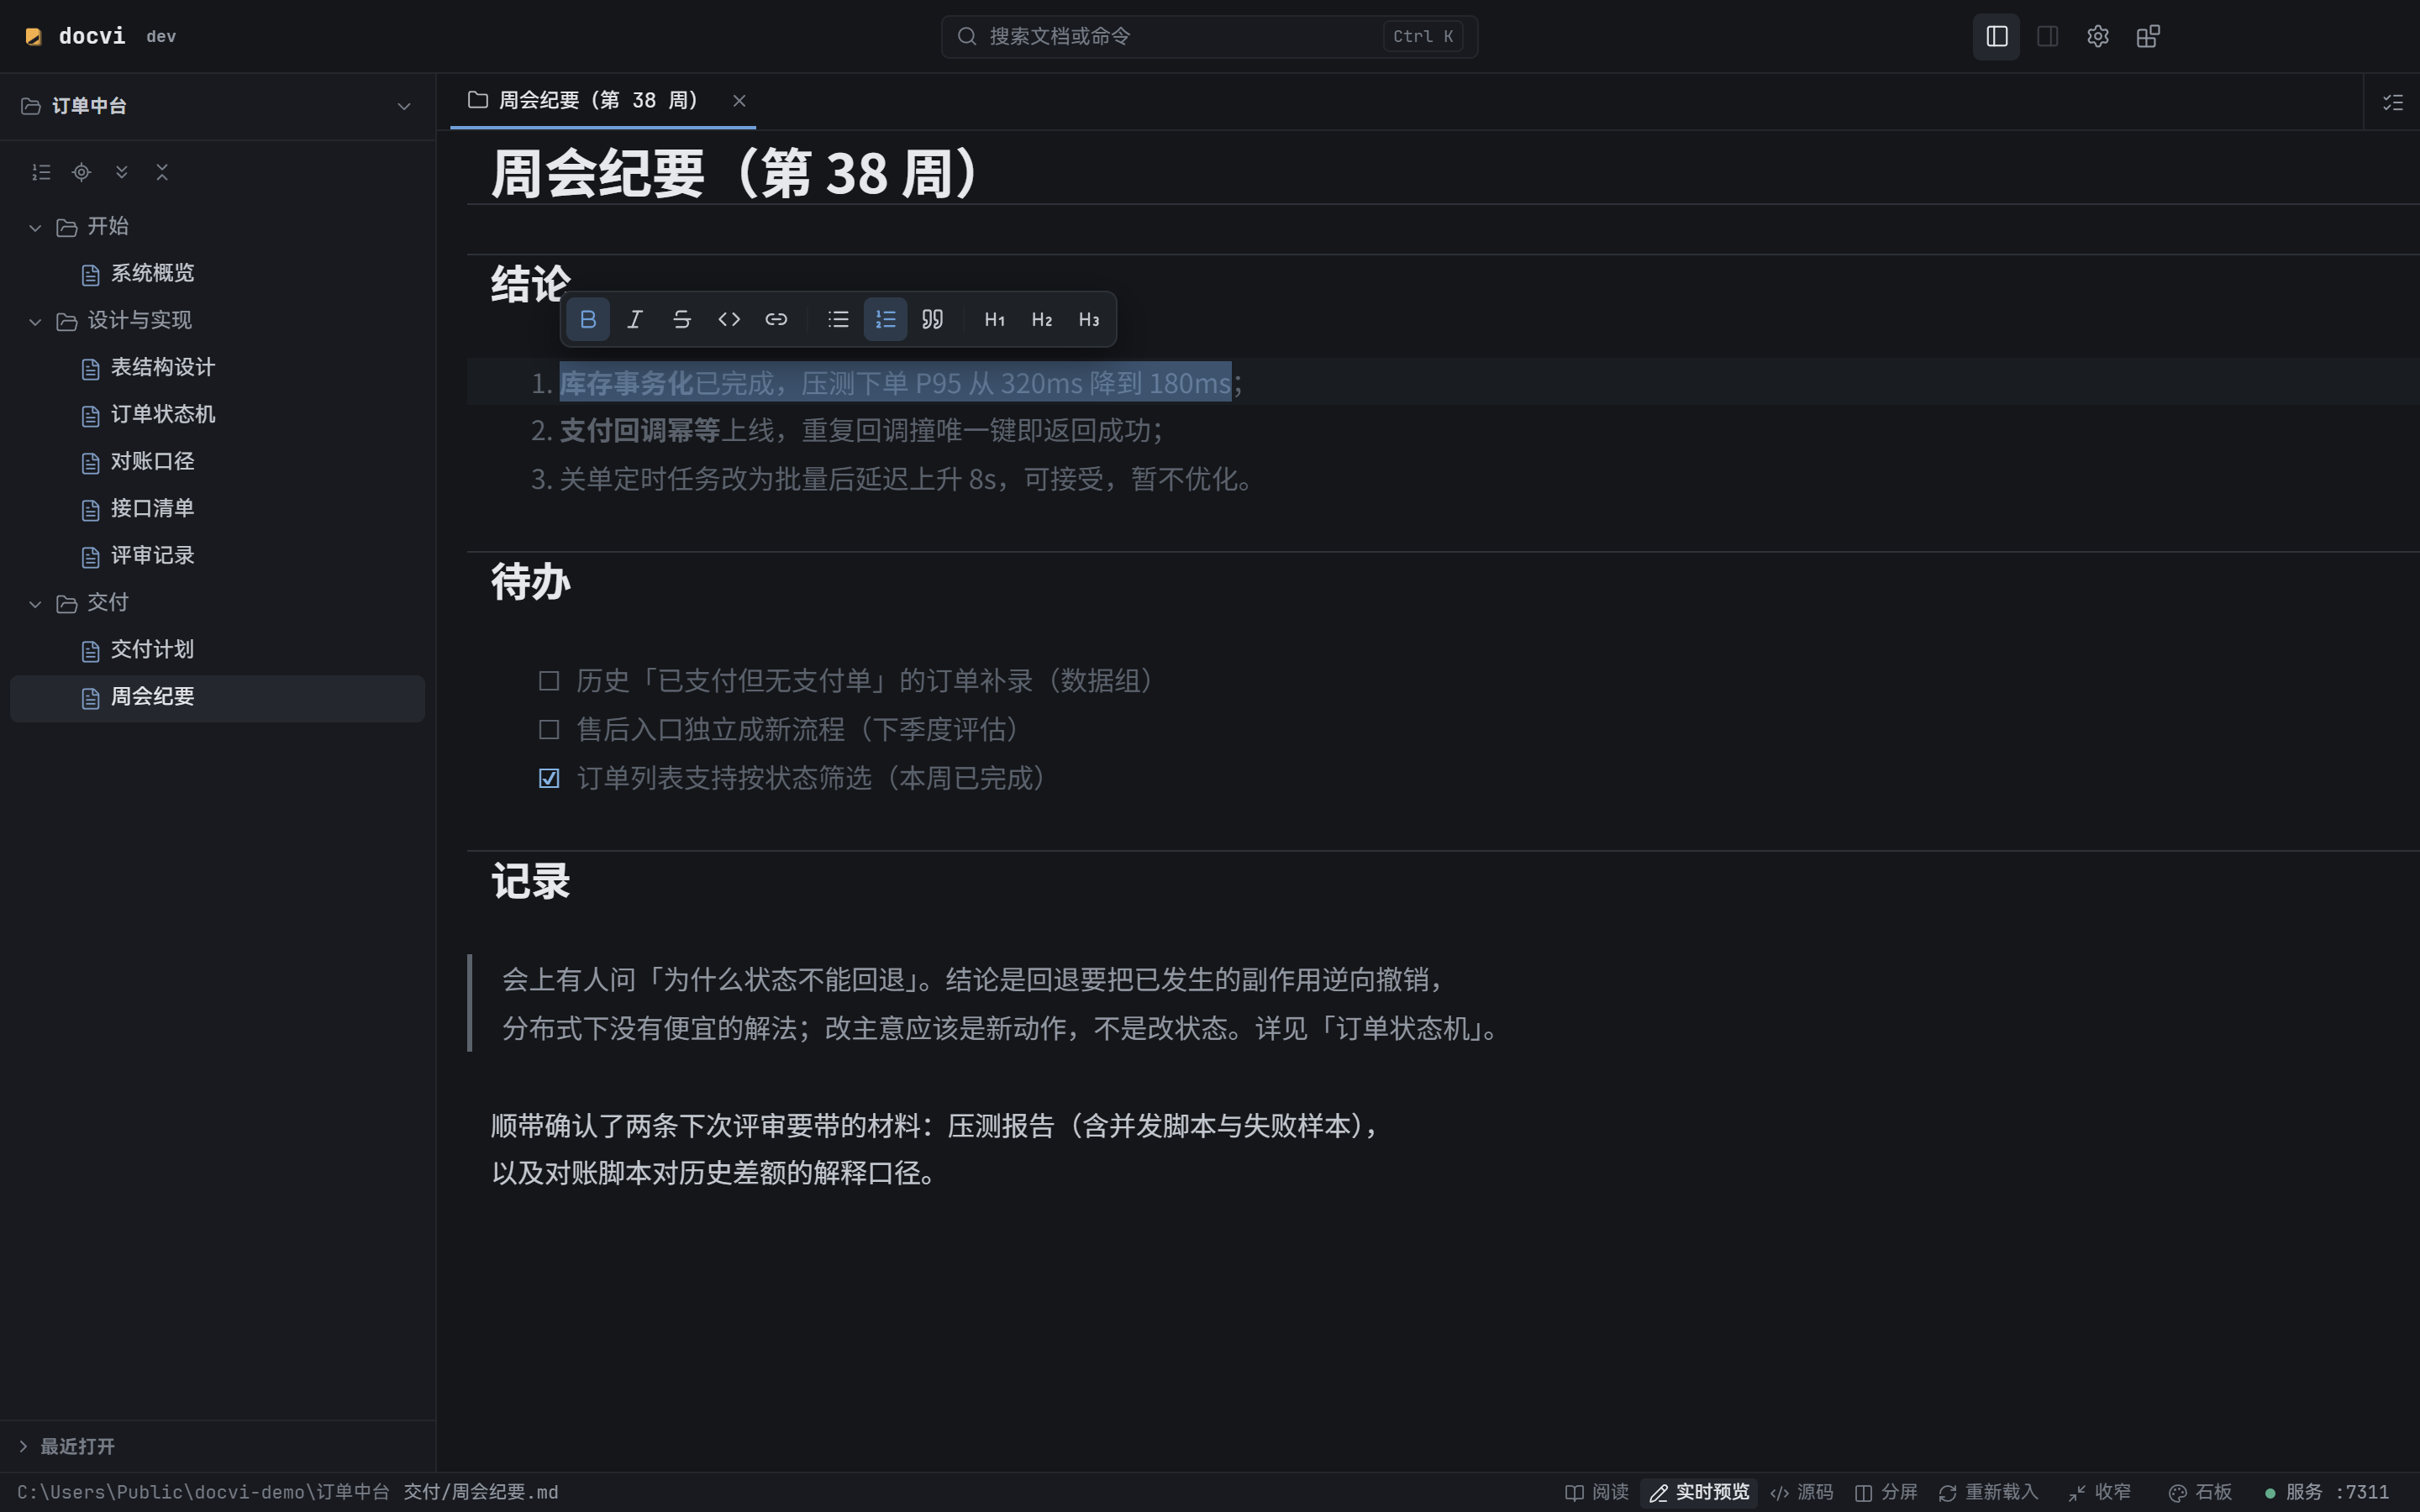 docvi dev
搜索文档或命令 Ctrl K
订单中台
周会纪要（第 38 周）
开始
系统概览
设计与实现
表结构设计
订单状态机
对账口径
接口清单
评审记录
交付
交付计划
周会纪要
最近打开
周会纪要（第 38 周）
结论
H1 H2 H3
1. 库存事务化已完成，压测下单 P95 从 320ms 降到 180ms；
2. 支付回调幂等上线，重复回调撞唯一键即返回成功；
3. 关单定时任务改为批量后延迟上升 8s，可接受，暂不优化。
待办
历史「已支付但无支付单」的订单补录（数据组）
售后入口独立成新流程（下季度评估）
订单列表支持按状态筛选（本周已完成）
记录
会上有人问「为什么状态不能回退」。结论是回退要把已发生的副作用逆向撤销，
分布式下没有便宜的解法；改主意应该是新动作，不是改状态。详见「订单状态机」。
顺带确认了两条下次评审要带的材料：压测报告（含并发脚本与失败样本），
以及对账脚本对历史差额的解释口径。
C:\Users\Public\docvi-demo\订单中台 交付/周会纪要.md
阅读 实时预览 源码 分屏 重新载入 收窄 石板 服务 :7311